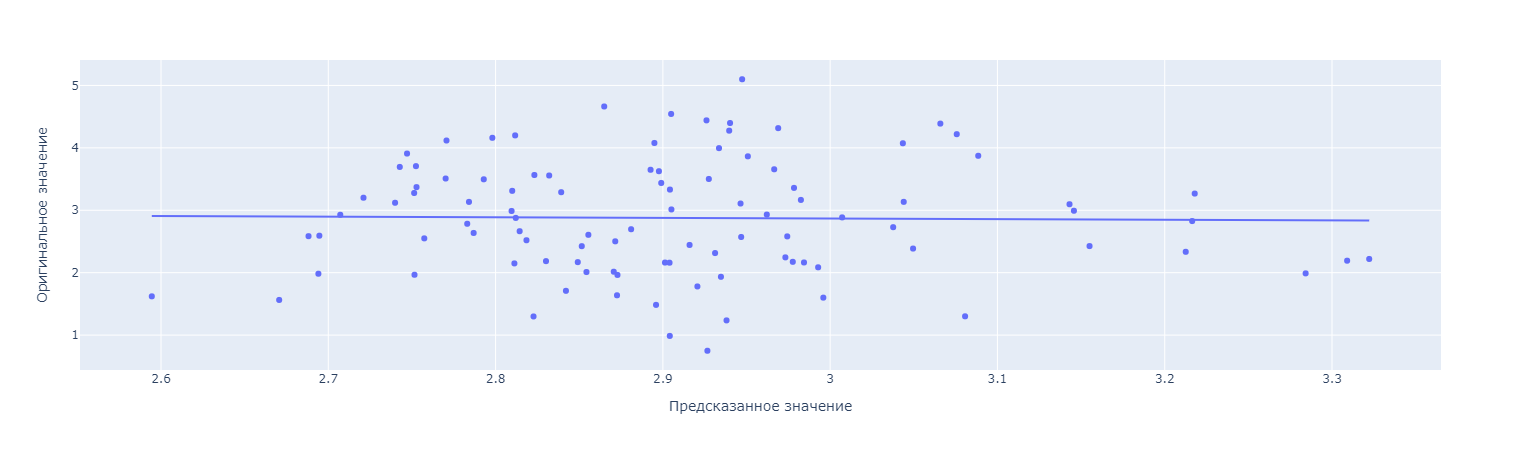 Оригинальное значение
5
4
3
2
1
2.6 2.7 2.8 2.9 3 3.1 3.2 3.3
Предсказанное значение